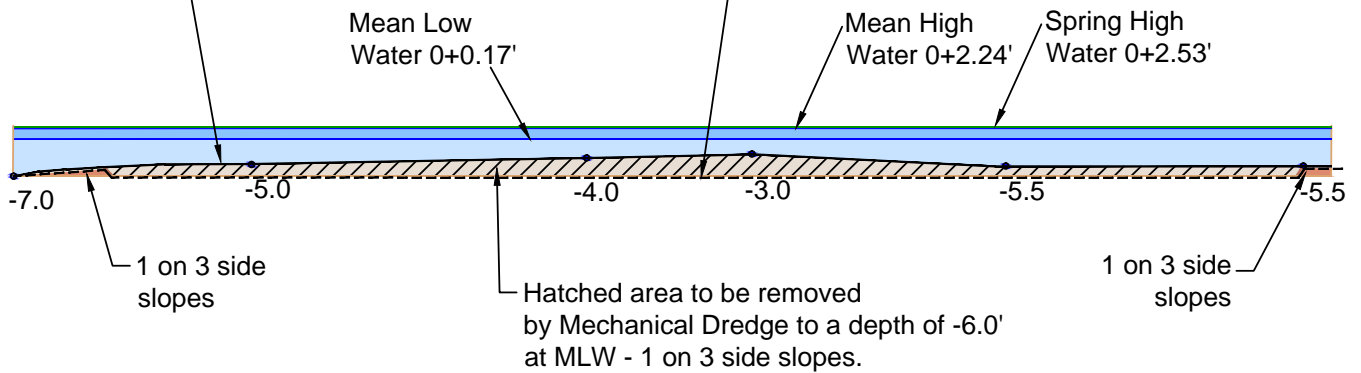 Mean Low
Water 0+0.17'
Mean High
Water 0+2.24'
Spring High
Water 0+2.53'
-7.0
-5.0
-4.0
-3.0
-5.5
-5.5
1 on 3 side
slopes
Hatched area to be removed
by Mechanical Dredge to a depth of -6.0'
at MLW - 1 on 3 side slopes.
1 on 3 side
slopes